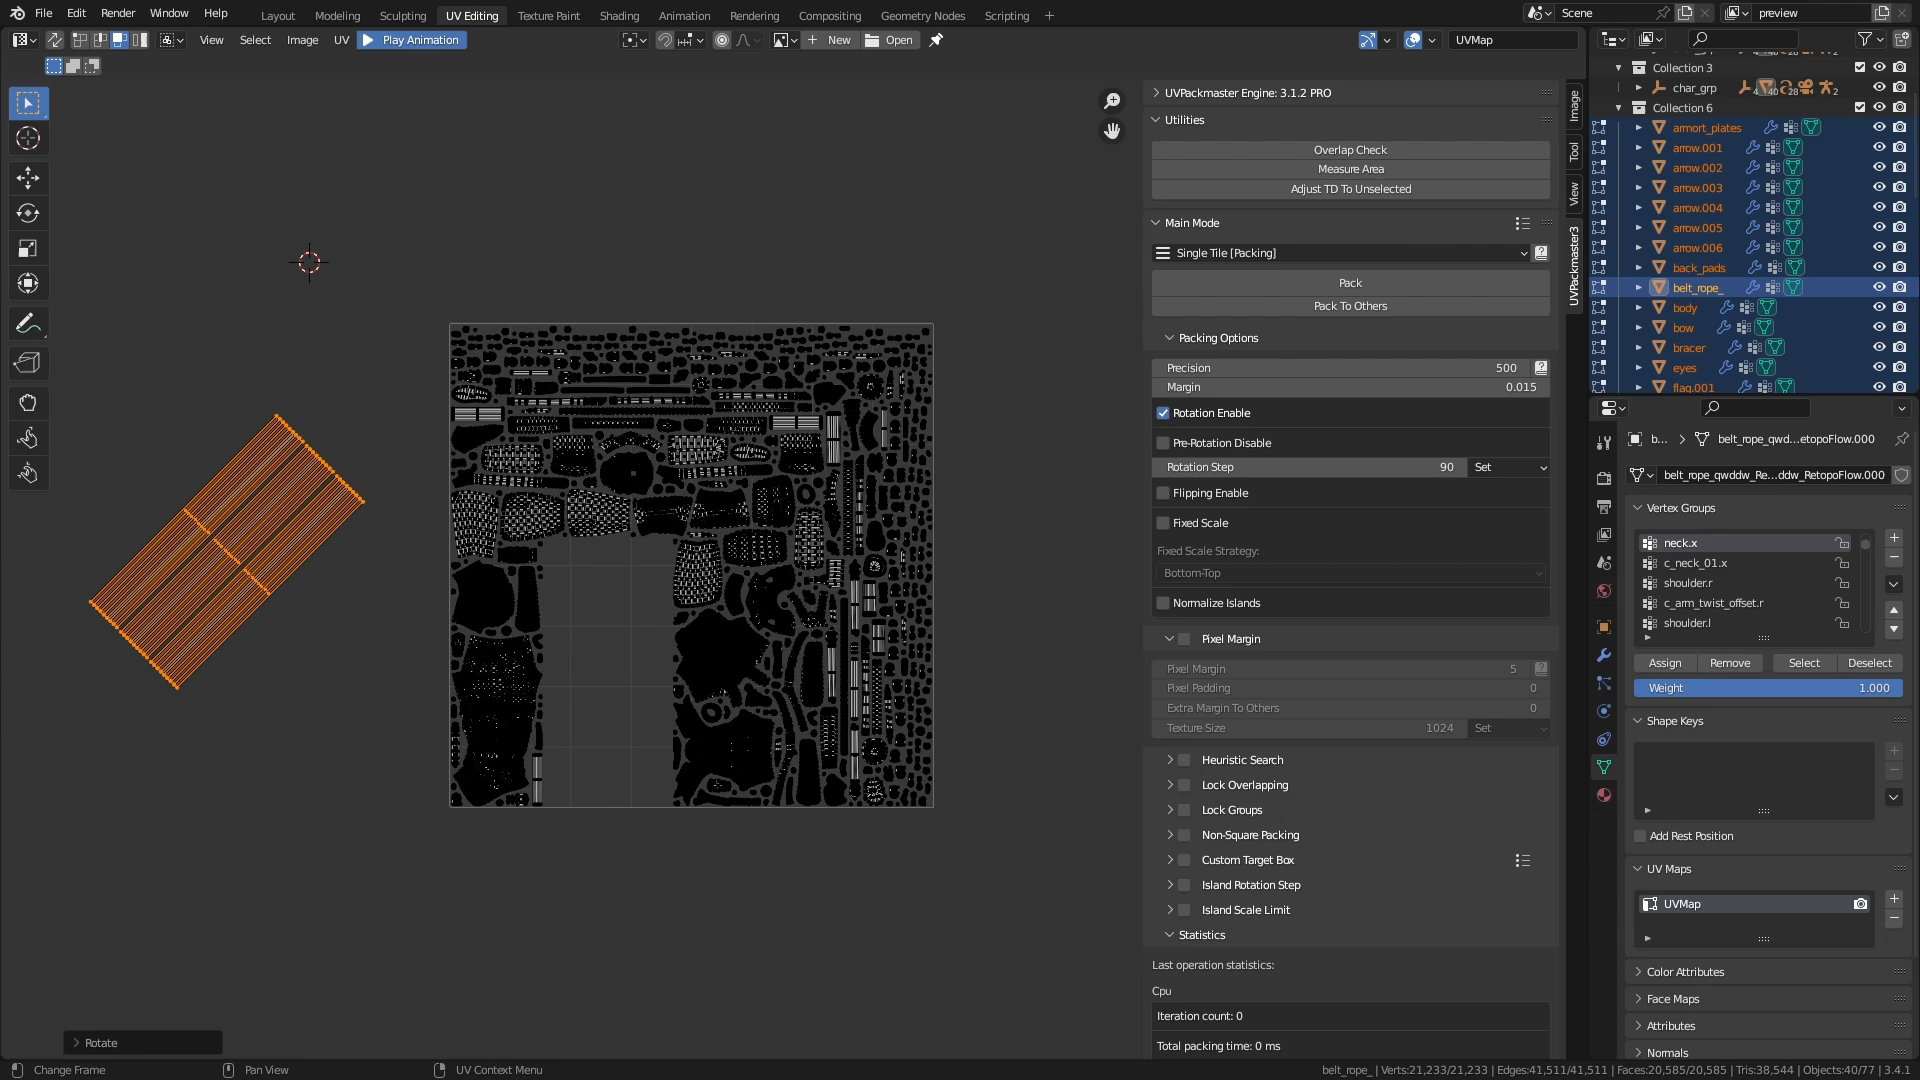 File Edit Render Window Help Layout Modeling Sculpting UV Editing Texture Paint Shading Animation Rendering Compositing Geometry Nodes Scripting + Scene preview
View Select Image UV Play Animation New Open UVMap
UVPackmaster Engine: 3.1.2 PRO
Utilities
Overlap Check
Measure Area
Adjust TD To Unselected
Main Mode
Single Tile [Packing]
Pack
Pack To Others
Packing Options
Precision 500
Margin 0.015
Rotation Enable
Pre-Rotation Disable
Rotation Step 90 Set
Flipping Enable
Fixed Scale
Fixed Scale Strategy:
Bottom-Top
Normalize Islands
Pixel Margin
Pixel Margin 5
Pixel Padding 0
Extra Margin To Others 0
Texture Size 1024 Set
Heuristic Search
Lock Overlapping
Lock Groups
Non-Square Packing
Custom Target Box
Island Rotation Step
Island Scale Limit
Statistics
Last operation statistics:
Cpu
Iteration count: 0
Total packing time: 0 ms
Image
Tool
View
UVPackmaster3
Collection 3
char_grp 4 40 28 2
Collection 6
armort_plates
arrow.001
arrow.002
arrow.003
arrow.004
arrow.005
arrow.006
back_pads
belt_rope_
body
bow
bracer
eyes
flag.001
b... belt_rope_qwd...etopoFlow.000
belt_rope_qwddw_Re...ddw_RetopoFlow.000
Vertex Groups
neck.x
c_neck_01.x
shoulder.r
c_arm_twist_offset.r
shoulder.l
Assign Remove Select Deselect
Weight 1.000
Shape Keys
Add Rest Position
UV Maps
UVMap
Color Attributes
Face Maps
Attributes
Normals
Rotate
Change Frame Pan View UV Context Menu belt_rope_ | Verts:21,233/21,233 | Edges:41,511/41,511 | Faces:20,585/20,585 | Tris:38,544 | Objects:40/77 | 3.4.1